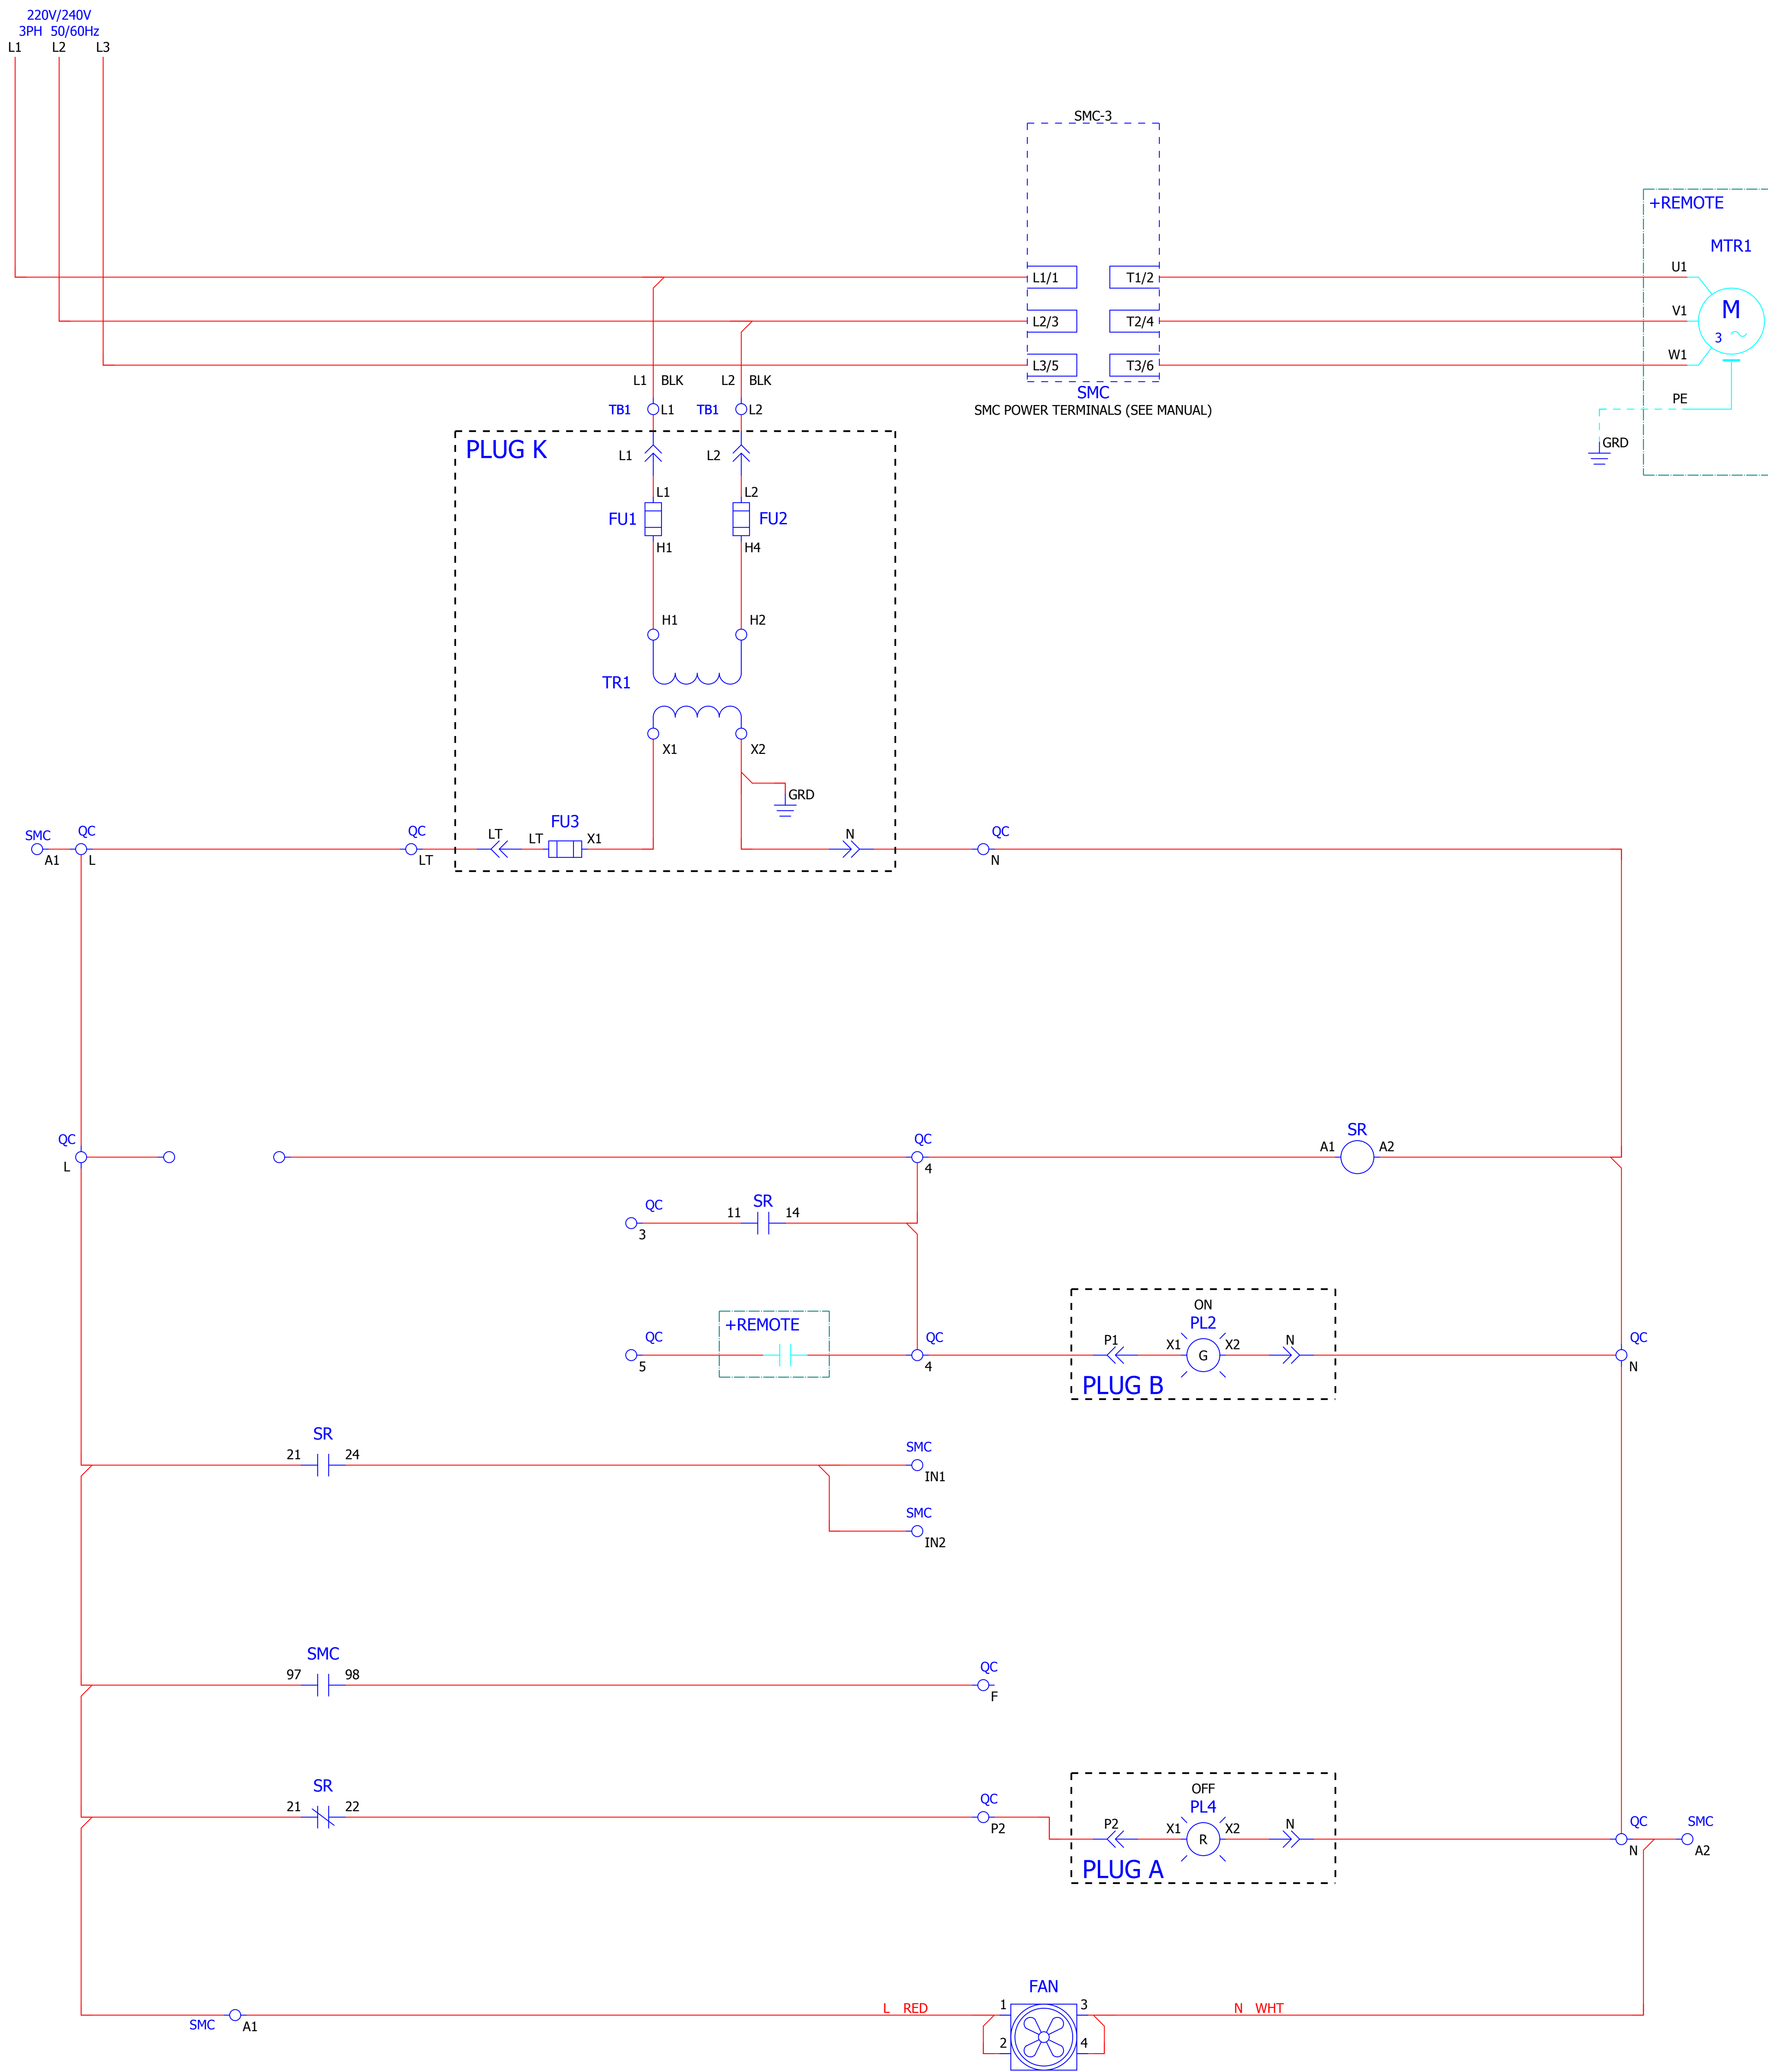 220V/240V
3PH 50/60Hz
L1 L2 L3
SMC-3
+REMOTE
MTR1
L1/1 T1/2 U1
L2/3 T2/4 V1
M
3
L3/5 T3/6 W1
L1 BLK L2 BLK
SMC
SMC POWER TERMINALS (SEE MANUAL)
TB1 L1 TB1 L2
PE
GRD
PLUG K
L1 L2
L1 L2
FU1 FU2
H1 H4
H1 H2
TR1
X1 X2
GRD
SMC QC QC LT FU3 N QC
LT X1
A1 L LT N
QC QC SR
A1 A2
L 4
QC SR
11 14
3
ON
QC +REMOTE QC PL2 QC
P1 X1 X2 N
G
5 4 N
PLUG B
SR SMC
21 24
IN1
SMC
IN2
SMC QC
97 98
F
SR OFF
QC PL4 QC SMC
21 22
P2 P2 X1 X2 N
R
N A2
PLUG A
FAN
L RED 1 3 N WHT
SMC A1
2 4